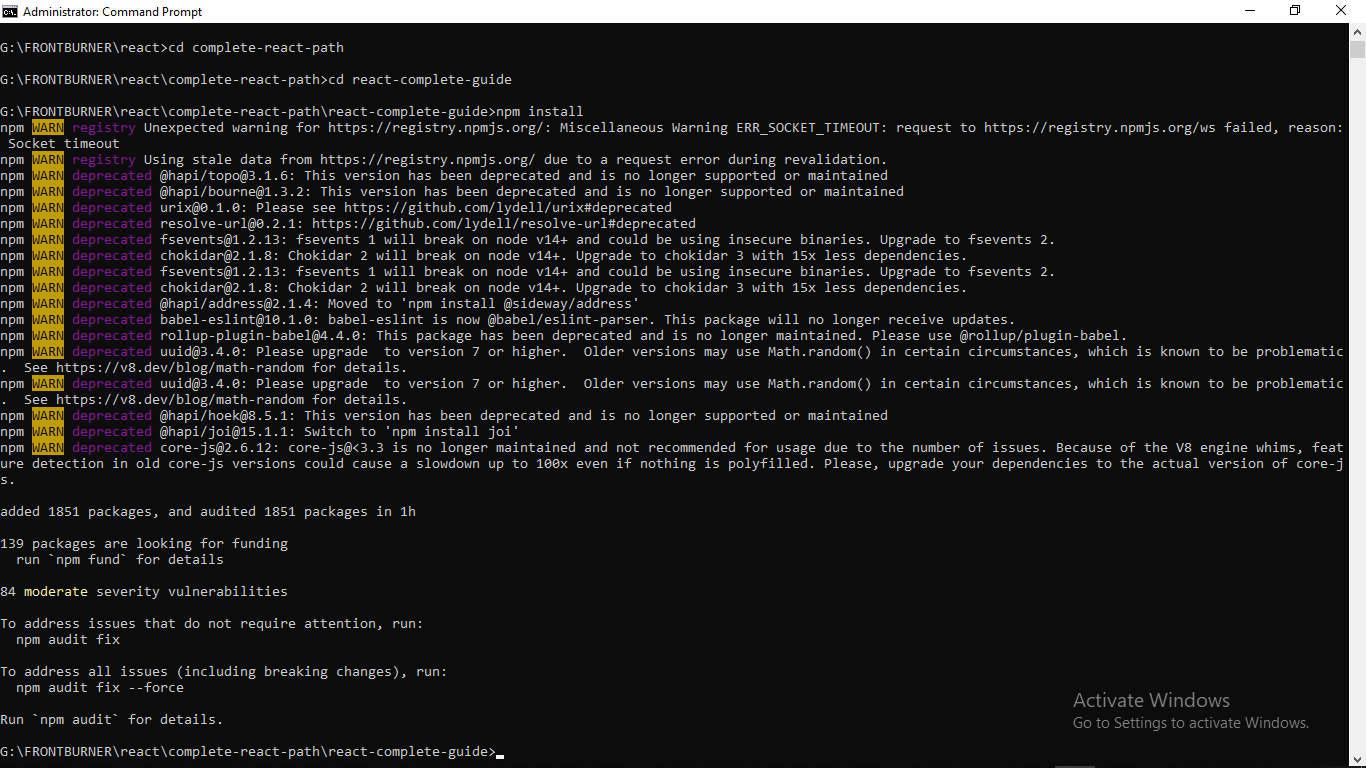 Administrator: Command Prompt
G:\FRONTBURNER\react>cd complete-react-path
G:\FRONTBURNER\react\complete-react-path>cd react-complete-guide
G:\FRONTBURNER\react\complete-react-path\react-complete-guide>npm install
npm WARN registry Unexpected warning for https://registry.npmjs.org/: Miscellaneous Warning ERR_SOCKET_TIMEOUT: request to https://registry.npmjs.org/ws failed, reason:
 Socket timeout
npm WARN registry Using stale data from https://registry.npmjs.org/ due to a request error during revalidation.
npm WARN deprecated @hapi/topo@3.1.6: This version has been deprecated and is no longer supported or maintained
npm WARN deprecated @hapi/bourne@1.3.2: This version has been deprecated and is no longer supported or maintained
npm WARN deprecated urix@0.1.0: Please see https://github.com/lydell/urix#deprecated
npm WARN deprecated resolve-url@0.2.1: https://github.com/lydell/resolve-url#deprecated
npm WARN deprecated fsevents@1.2.13: fsevents 1 will break on node v14+ and could be using insecure binaries. Upgrade to fsevents 2.
npm WARN deprecated chokidar@2.1.8: Chokidar 2 will break on node v14+. Upgrade to chokidar 3 with 15x less dependencies.
npm WARN deprecated fsevents@1.2.13: fsevents 1 will break on node v14+ and could be using insecure binaries. Upgrade to fsevents 2.
npm WARN deprecated chokidar@2.1.8: Chokidar 2 will break on node v14+. Upgrade to chokidar 3 with 15x less dependencies.
npm WARN deprecated @hapi/address@2.1.4: Moved to 'npm install @sideway/address'
npm WARN deprecated babel-eslint@10.1.0: babel-eslint is now @babel/eslint-parser. This package will no longer receive updates.
npm WARN deprecated rollup-plugin-babel@4.4.0: This package has been deprecated and is no longer maintained. Please use @rollup/plugin-babel.
npm WARN deprecated uuid@3.4.0: Please upgrade  to version 7 or higher.  Older versions may use Math.random() in certain circumstances, which is known to be problematic
.  See https://v8.dev/blog/math-random for details.
npm WARN deprecated uuid@3.4.0: Please upgrade  to version 7 or higher.  Older versions may use Math.random() in certain circumstances, which is known to be problematic
.  See https://v8.dev/blog/math-random for details.
npm WARN deprecated @hapi/hoek@8.5.1: This version has been deprecated and is no longer supported or maintained
npm WARN deprecated @hapi/joi@15.1.1: Switch to 'npm install joi'
npm WARN deprecated core-js@2.6.12: core-js@<3.3 is no longer maintained and not recommended for usage due to the number of issues. Because of the V8 engine whims, feat
ure detection in old core-js versions could cause a slowdown up to 100x even if nothing is polyfilled. Please, upgrade your dependencies to the actual version of core-j
s.
added 1851 packages, and audited 1851 packages in 1h
139 packages are looking for funding
  run `npm fund` for details
84 moderate severity vulnerabilities
To address issues that do not require attention, run:
  npm audit fix
To address all issues (including breaking changes), run:
  npm audit fix --force
Run `npm audit` for details.
G:\FRONTBURNER\react\complete-react-path\react-complete-guide>_
Activate Windows
Go to Settings to activate Windows.